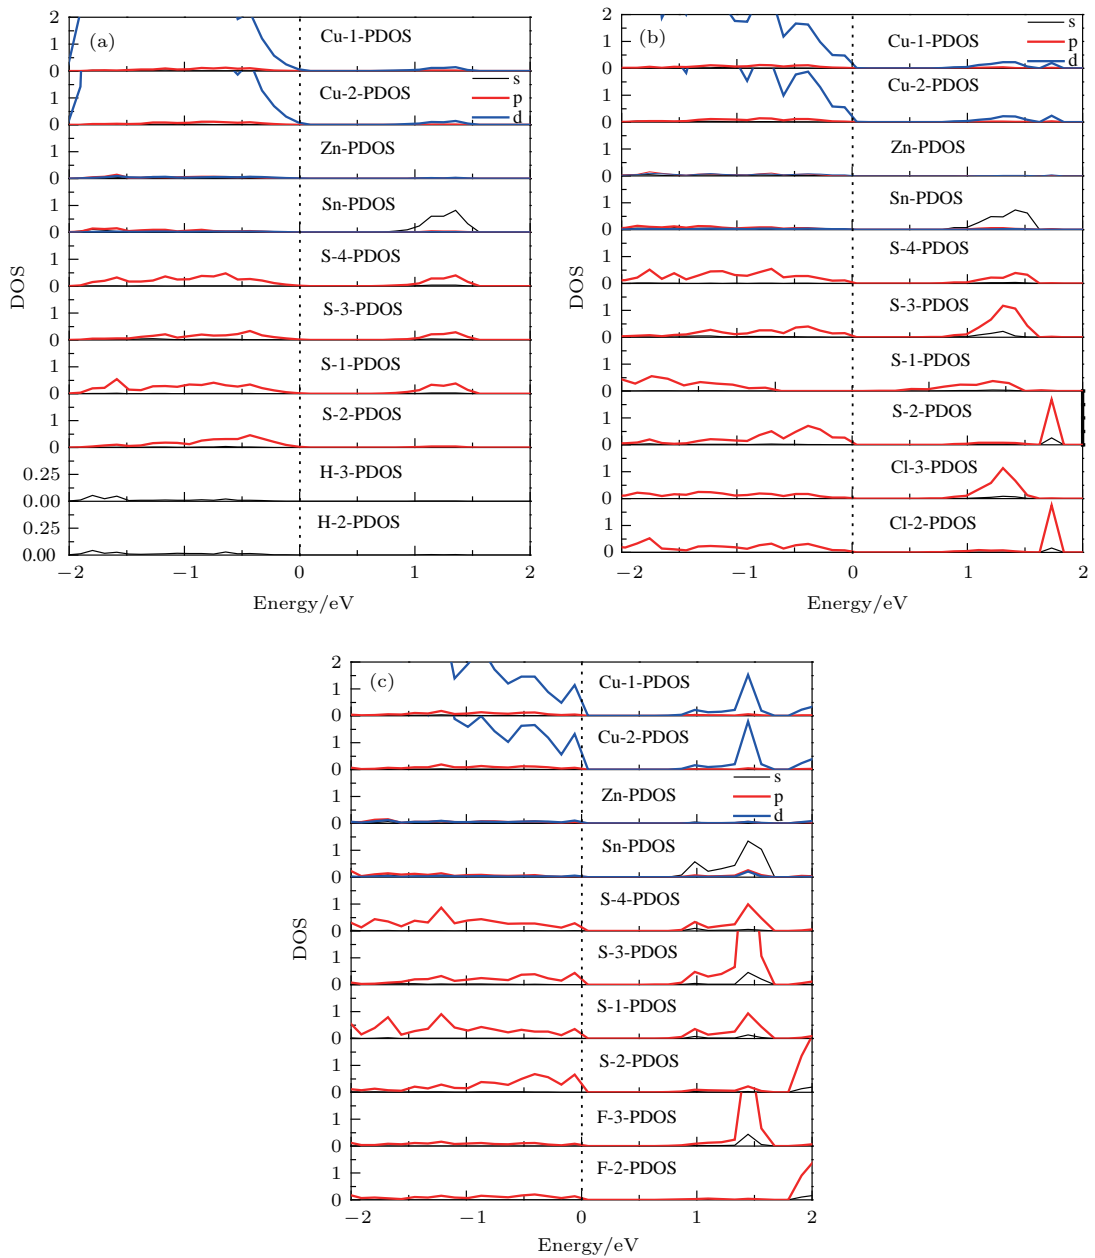 (a)
2
1
0
Cu-1-PDOS
1
0
Cu-2-PDOS
s
p
d
1
0
Zn-PDOS
1
0
Sn-PDOS
1
0
S-4-PDOS
1
0
S-3-PDOS
1
0
S-1-PDOS
1
0
S-2-PDOS
0.25
0.00
H-3-PDOS
0.25
0.00
H-2-PDOS
−2 −1 0 1 2
Energy/eV
DOS
(b)
2
1
0
Cu-1-PDOS
s
p
d
1
0
Cu-2-PDOS
1
0
Zn-PDOS
1
0
Sn-PDOS
1
0
S-4-PDOS
1
0
S-3-PDOS
1
0
S-1-PDOS
1
0
S-2-PDOS
1
0
Cl-3-PDOS
1
0
Cl-2-PDOS
−2 −1 0 1 2
Energy/eV
DOS
(c)
2
1
0
Cu-1-PDOS
1
0
Cu-2-PDOS
1
0
Zn-PDOS
s
p
d
1
0
Sn-PDOS
1
0
S-4-PDOS
1
0
S-3-PDOS
1
0
S-1-PDOS
1
0
S-2-PDOS
1
0
F-3-PDOS
1
0
F-2-PDOS
−2 −1 0 1 2
Energy/eV
DOS